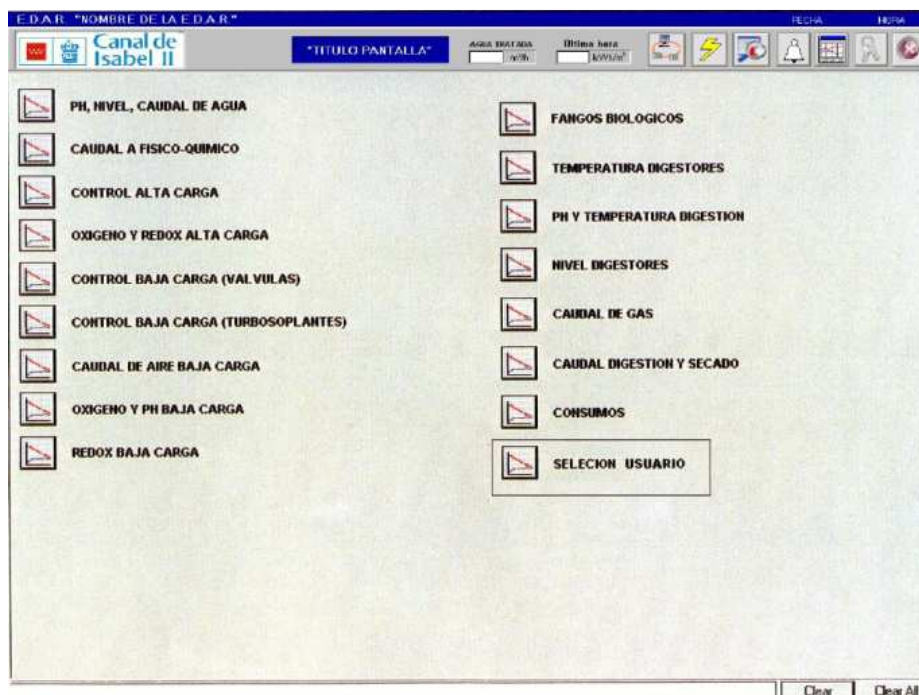 E.D.A.R. "NOMBRE DE LA E.D.A.R."
FECHA
HORA
Canal de
Isabel II
"TITULO PANTALLA"
AGUA TRATADA
m³/h
Última hora
PH, NIVEL, CAUDAL DE AGUA
CAUDAL A FISICO-QUIMICO
CONTROL ALTA CARGA
OXIGENO Y REDOX ALTA CARGA
CONTROL BAJA CARGA (VALVULAS)
CONTROL BAJA CARGA (TURBOSOPLANTES)
CAUDAL DE AIRE BAJA CARGA
OXIGENO Y PH BAJA CARGA
REDOX BAJA CARGA
FANGOS BIOLOGICOS
TEMPERATURA DIGESTORES
PH Y TEMPERATURA DIGESTION
NIVEL DIGESTORES
CAUDAL DE GAS
CAUDAL DIGESTION Y SECADO
CONSUMOS
SELECION USUARIO
Clear
Clear All